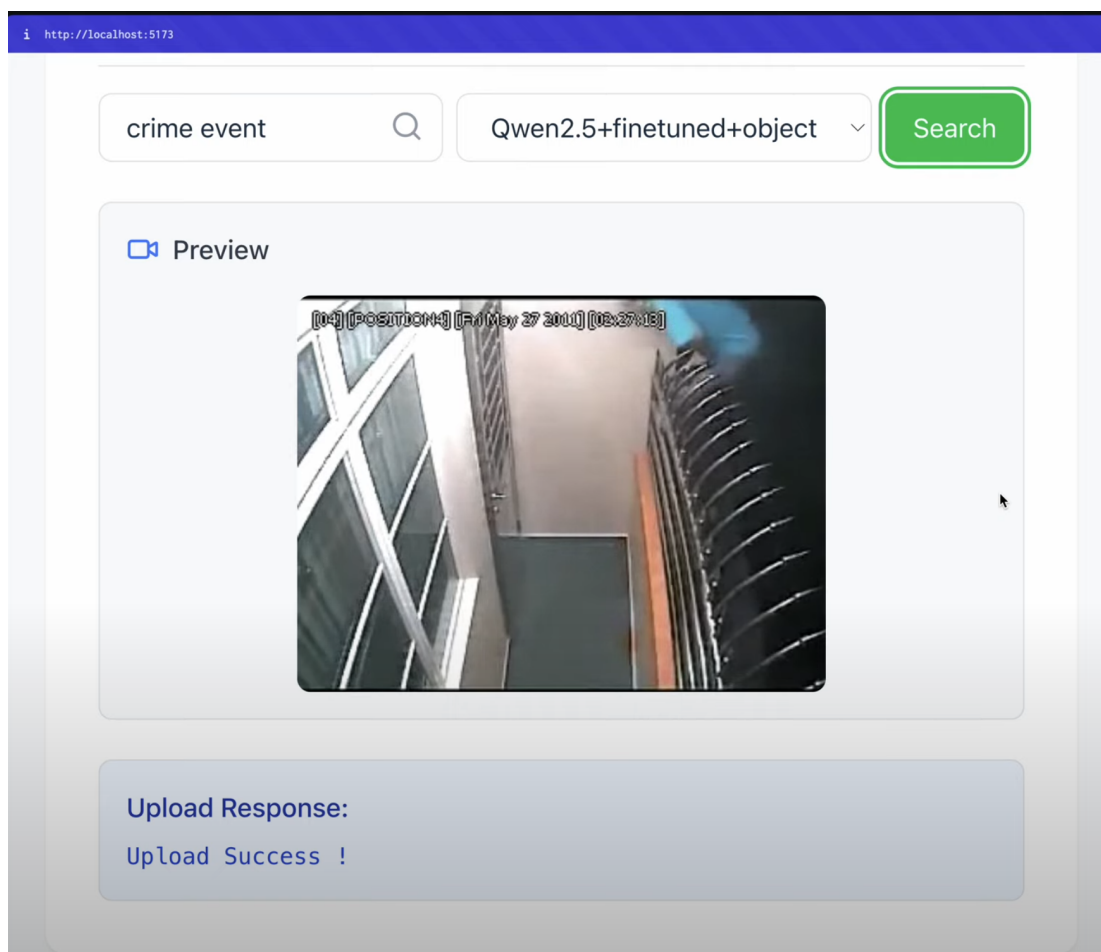 i http://localhost:5173
crime event
Qwen2.5+finetuned+object
Search
Preview
[04] [POSITION4] [Fri May 27 2011] [02:27:13]
Upload Response:
Upload Success !